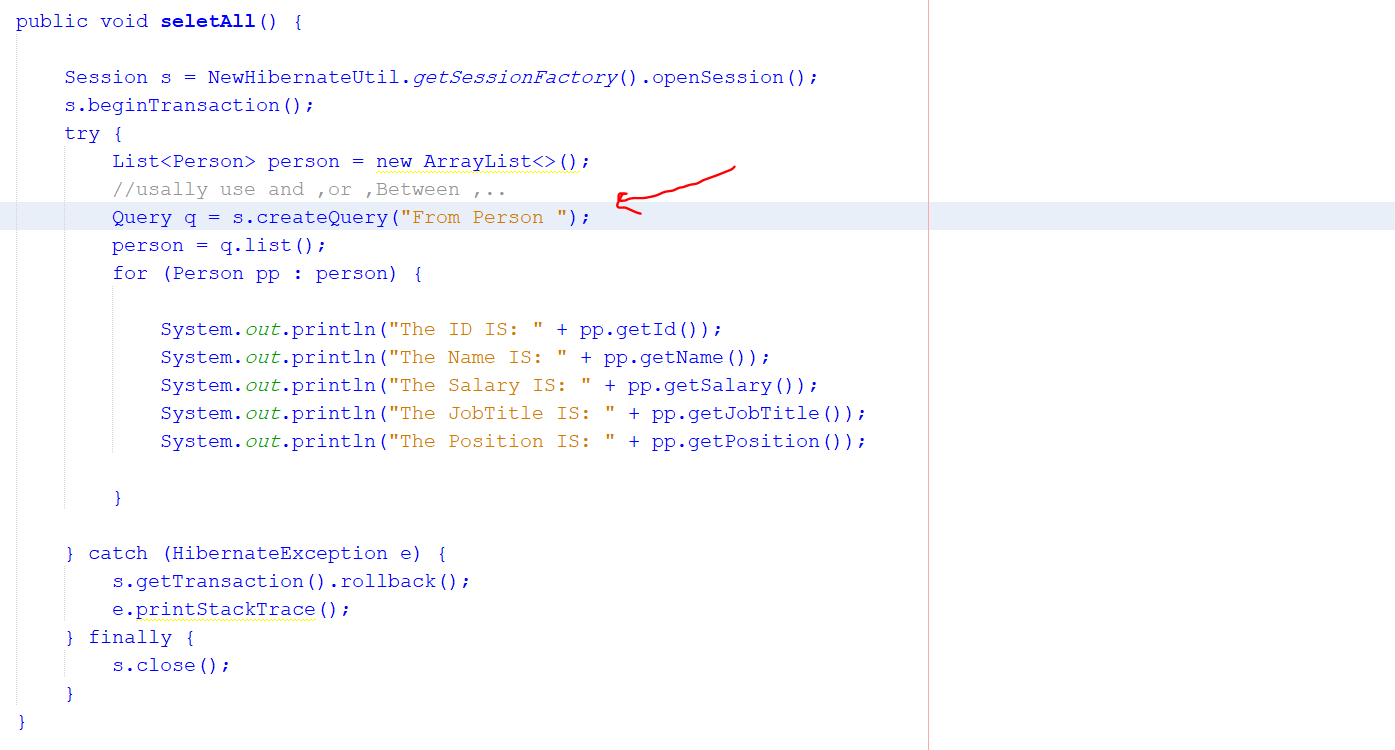 public void seletAll() {
Session s = NewHibernateUtil.getSessionFactory().openSession();
s.beginTransaction();
try {
List<Person> person = new ArrayList<>();
//usally use and ,or ,Between ,..
Query q = s.createQuery("From Person ");
person = q.list();
for (Person pp : person) {
System.out.println("The ID IS: " + pp.getId());
System.out.println("The Name IS: " + pp.getName());
System.out.println("The Salary IS: " + pp.getSalary());
System.out.println("The JobTitle IS: " + pp.getJobTitle());
System.out.println("The Position IS: " + pp.getPosition());
}
} catch (HibernateException e) {
s.getTransaction().rollback();
e.printStackTrace();
} finally {
s.close();
}
}